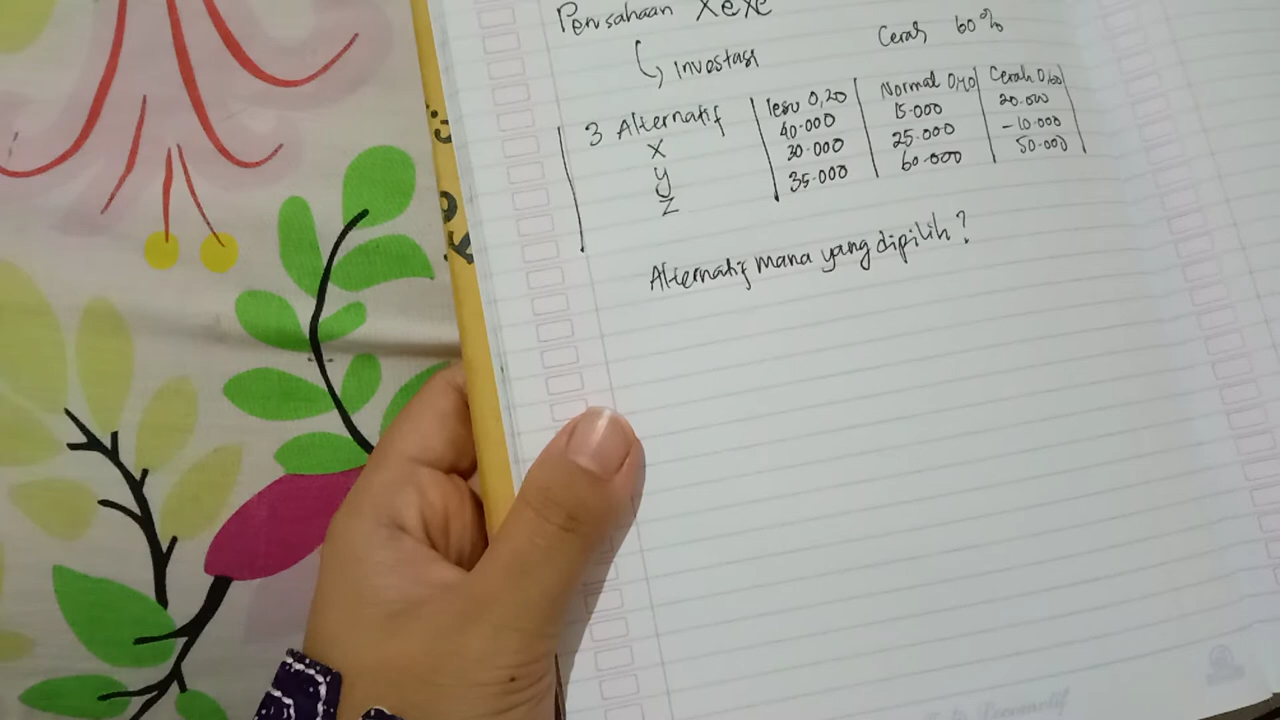 Perusahaan XeXe
Investasi
Cerah 60%
3 Alternatif | lesu 0,20 | Normal 0,40 | Cerah 0,60
X 40.000 15.000 20.000
y 30.000 25.000 -10.000
Z 35.000 60.000 50.000
Alternatif mana yang dipilih?